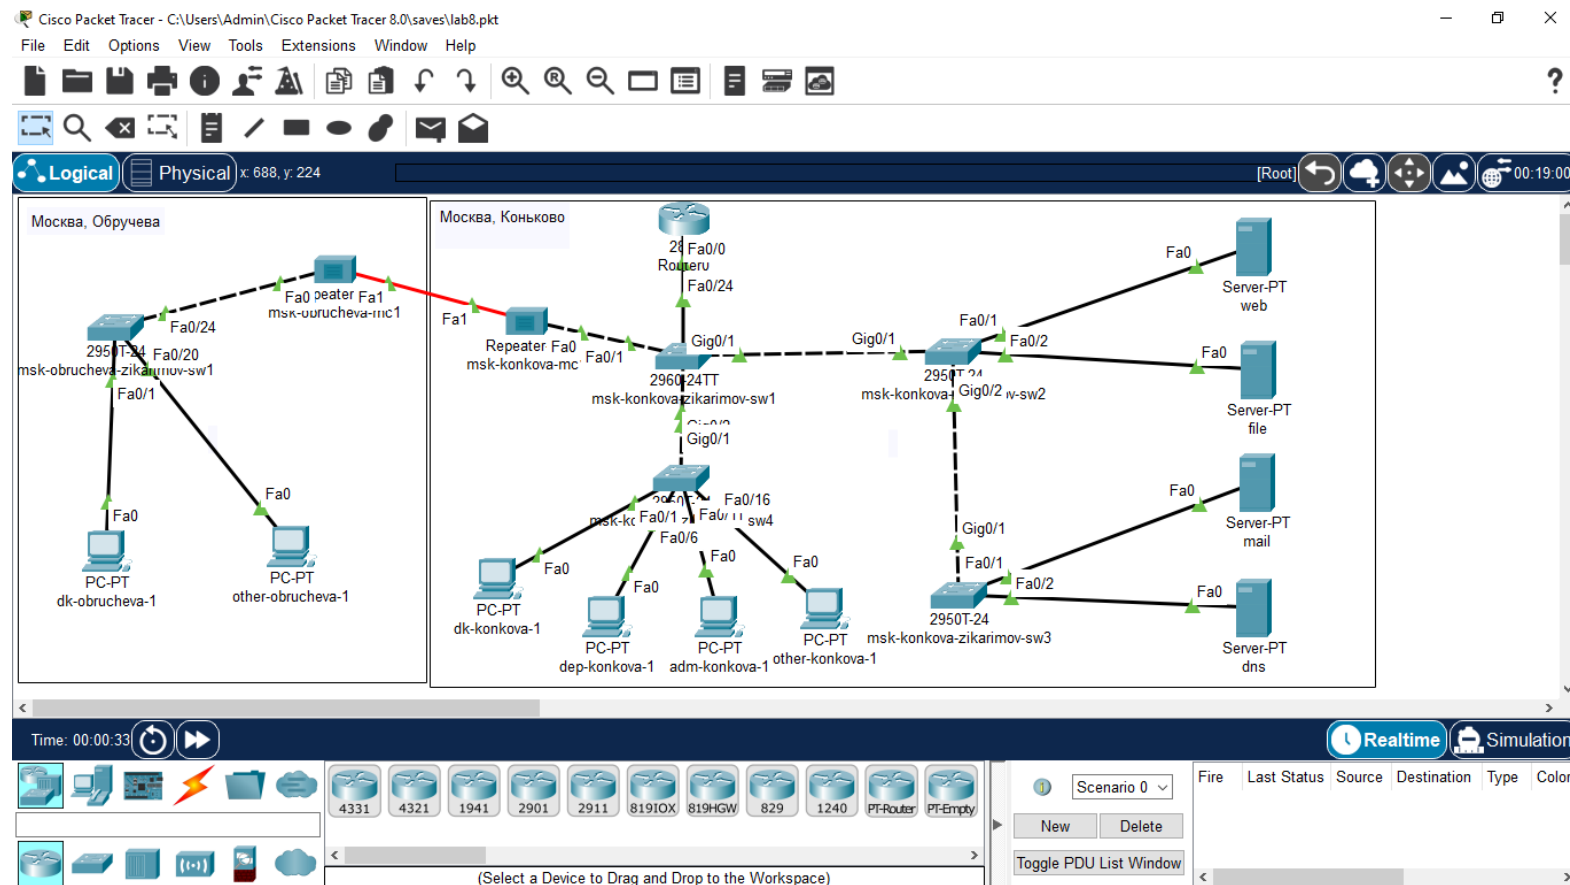 Cisco Packet Tracer - C:\Users\Admin\Cisco Packet Tracer 8.0\saves\lab8.pkt
File Edit Options View Tools Extensions Window Help
Logical Physical x: 688, y: 224 [Root] 00:19:00
Москва, Обручева
Москва, Коньково
Fa0/0
Fa0/24
Fa0
Server-PT
web
Fa0 peater Fa1
msk-obrucheva-mc1
Fa0/24
2950T-24
Fa0/20
msk-obrucheva-zikarimov-sw1
Fa0/1
Fa1
Repeater Fa0
msk-konkova-mc
Fa0/1
Gig0/1
2960-24TT
msk-konkova-zikarimov-sw1
Gig0/1
Fa0/1
Fa0/2
2950T-24
Gig0/2
msk-konkova-
v-sw2
Fa0
Server-PT
file
Gig0/1
Fa0/16
Fa0/1
sw4
Fa0/6
Fa0
PC-PT
dk-obrucheva-1
Fa0
PC-PT
other-obrucheva-1
Fa0
PC-PT
dk-konkova-1
Fa0
PC-PT
dep-konkova-1
Fa0
PC-PT
adm-konkova-1
Fa0
PC-PT
other-konkova-1
Gig0/1
Fa0/1
Fa0/2
2950T-24
msk-konkova-zikarimov-sw3
Fa0
Server-PT
mail
Fa0
Server-PT
dns
Time: 00:00:33
Realtime Simulation
4331 4321 1941 2901 2911 819IOX 819HGW 829 1240 PT-Router PT-Empty
Scenario 0
New Delete
Toggle PDU List Window
Fire Last Status Source Destination Type Color
(Select a Device to Drag and Drop to the Workspace)